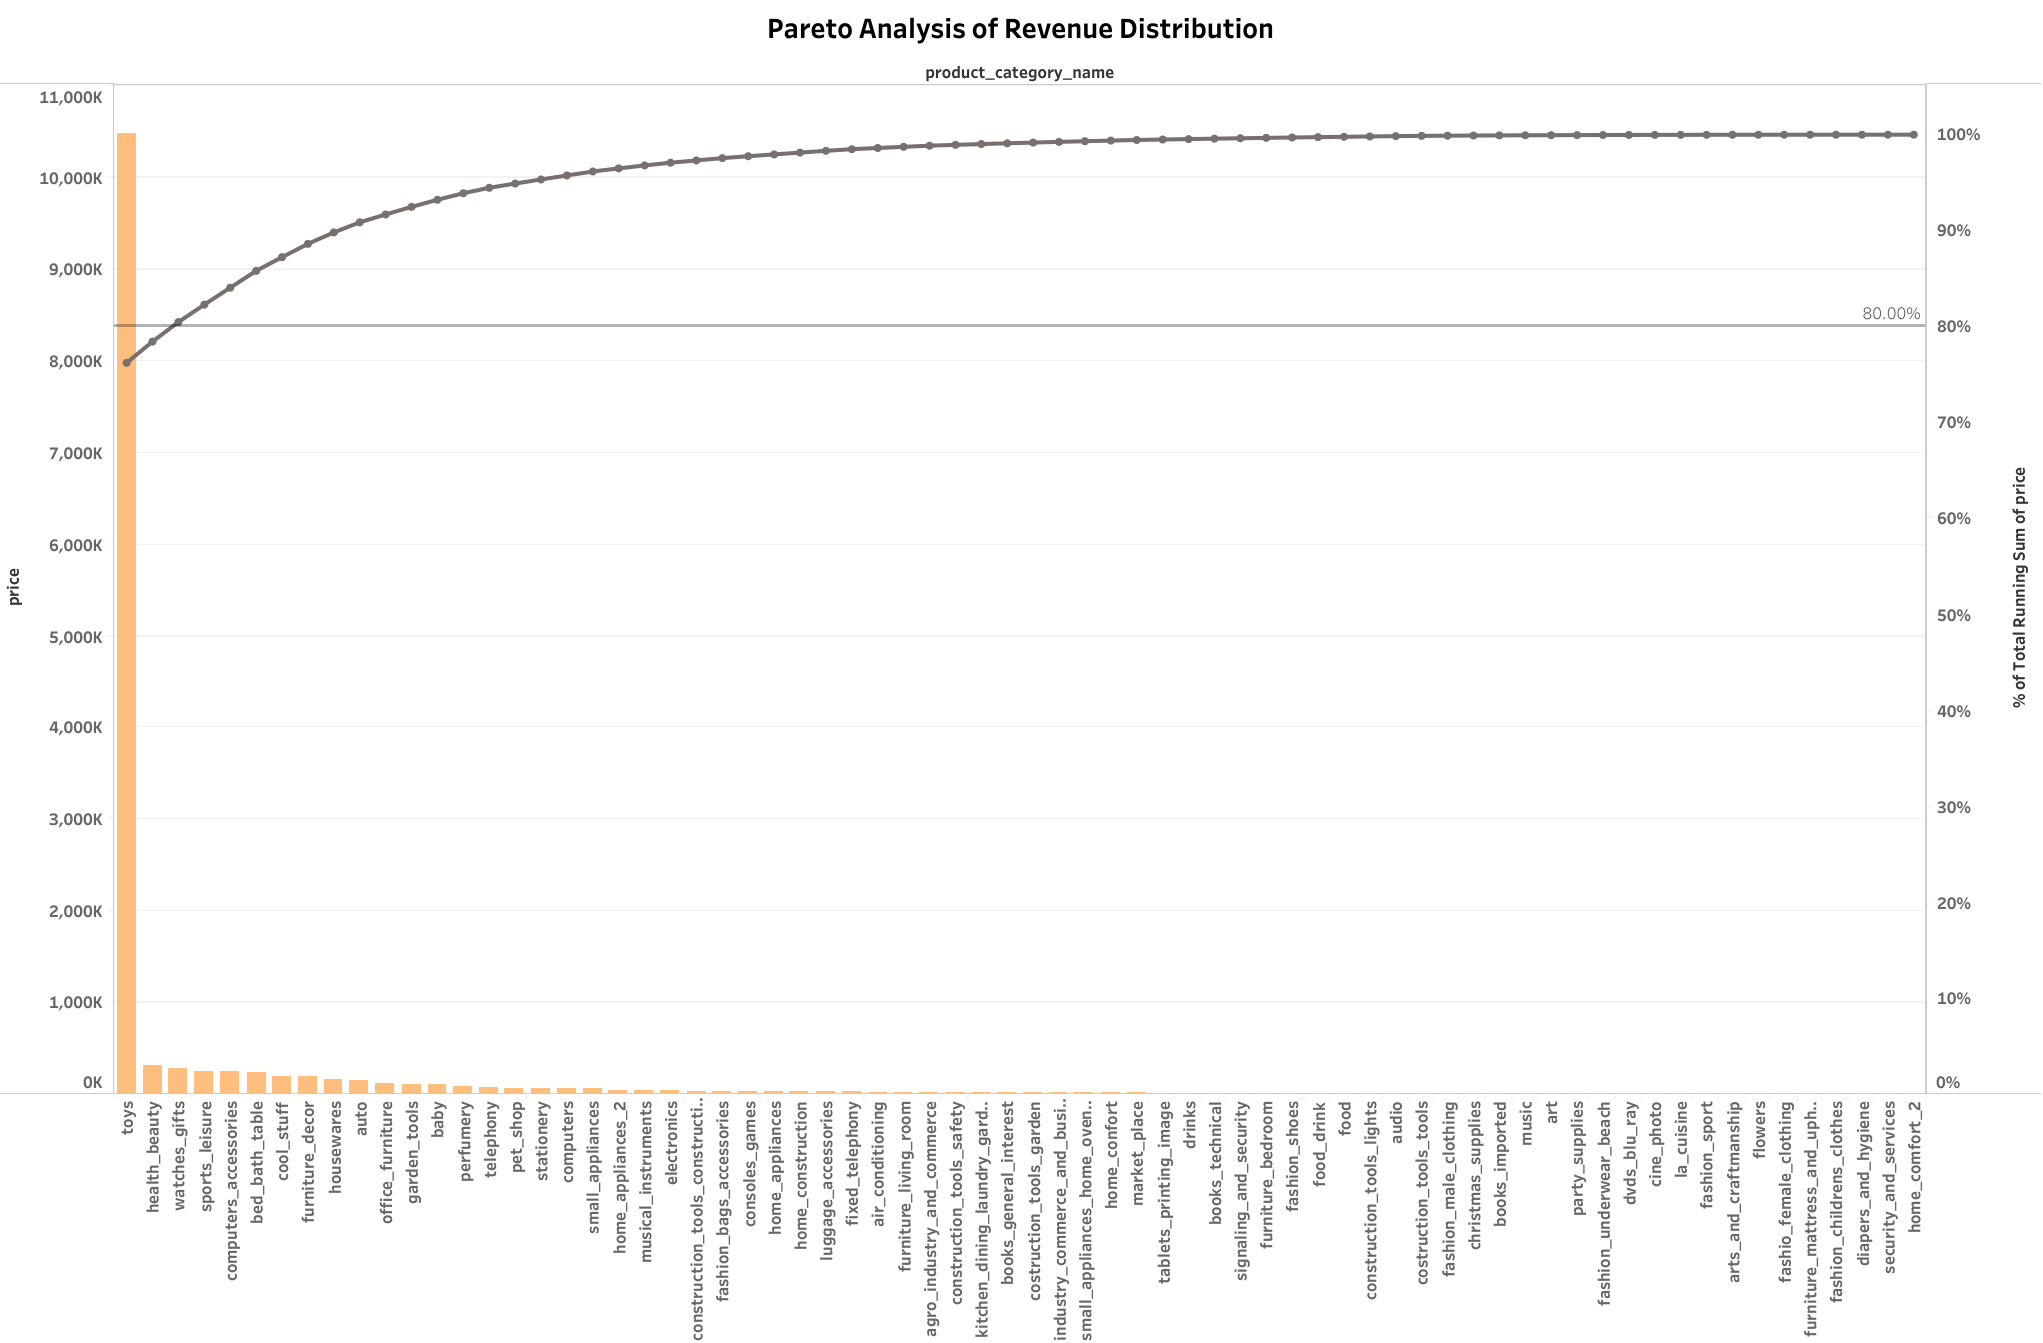 Pareto Analysis of Revenue Distribution
product_category_name
11,000K
10,000K
9,000K
8,000K
7,000K
6,000K
5,000K
4,000K
3,000K
2,000K
1,000K
0K
price
80.00%
100%
90%
80%
70%
60%
50%
40%
30%
20%
10%
0%
% of Total Running Sum of price
toys
health_beauty
watches_gifts
sports_leisure
computers_accessories
bed_bath_table
cool_stuff
furniture_decor
housewares
auto
office_furniture
garden_tools
baby
perfumery
telephony
pet_shop
stationery
computers
small_appliances
home_appliances_2
musical_instruments
electronics
construction_tools_constructi..
fashion_bags_accessories
consoles_games
home_appliances
home_construction
luggage_accessories
fixed_telephony
air_conditioning
furniture_living_room
agro_industry_and_commerce
construction_tools_safety
kitchen_dining_laundry_gard..
books_general_interest
costruction_tools_garden
industry_commerce_and_busi..
small_appliances_home_oven..
home_confort
market_place
tablets_printing_image
drinks
books_technical
signaling_and_security
furniture_bedroom
fashion_shoes
food_drink
food
construction_tools_lights
audio
costruction_tools_tools
fashion_male_clothing
christmas_supplies
books_imported
music
art
party_supplies
fashion_underwear_beach
dvds_blu_ray
cine_photo
la_cuisine
fashion_sport
arts_and_craftmanship
flowers
fashio_female_clothing
furniture_mattress_and_uph..
fashion_childrens_clothes
diapers_and_hygiene
security_and_services
home_comfort_2